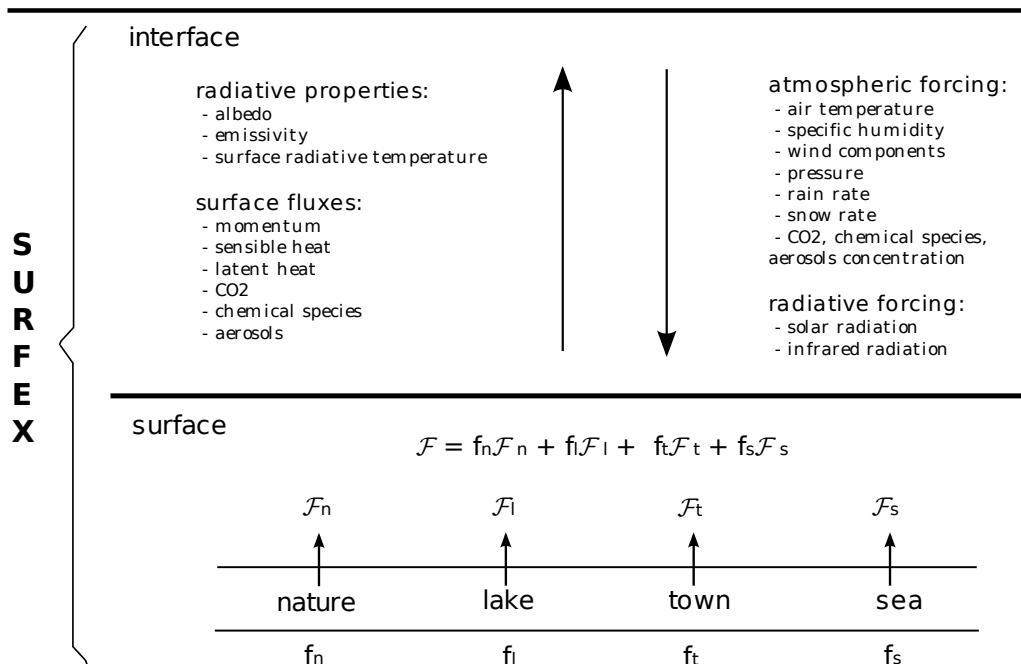 S
U
R
F
E
X
interface
radiative properties:
- albedo
- emissivity
- surface radiative temperature
surface fluxes:
- momentum
- sensible heat
- latent heat
- CO2
- chemical species
- aerosols
atmospheric forcing:
- air temperature
- specific humidity
- wind components
- pressure
- rain rate
- snow rate
- CO2, chemical species,
aerosols concentration
radiative forcing:
- solar radiation
- infrared radiation
surface
ℱ = fnℱn + flℱl + ftℱt + fsℱs
ℱn ℱl ℱt ℱs
nature lake town sea
fn fl ft fs